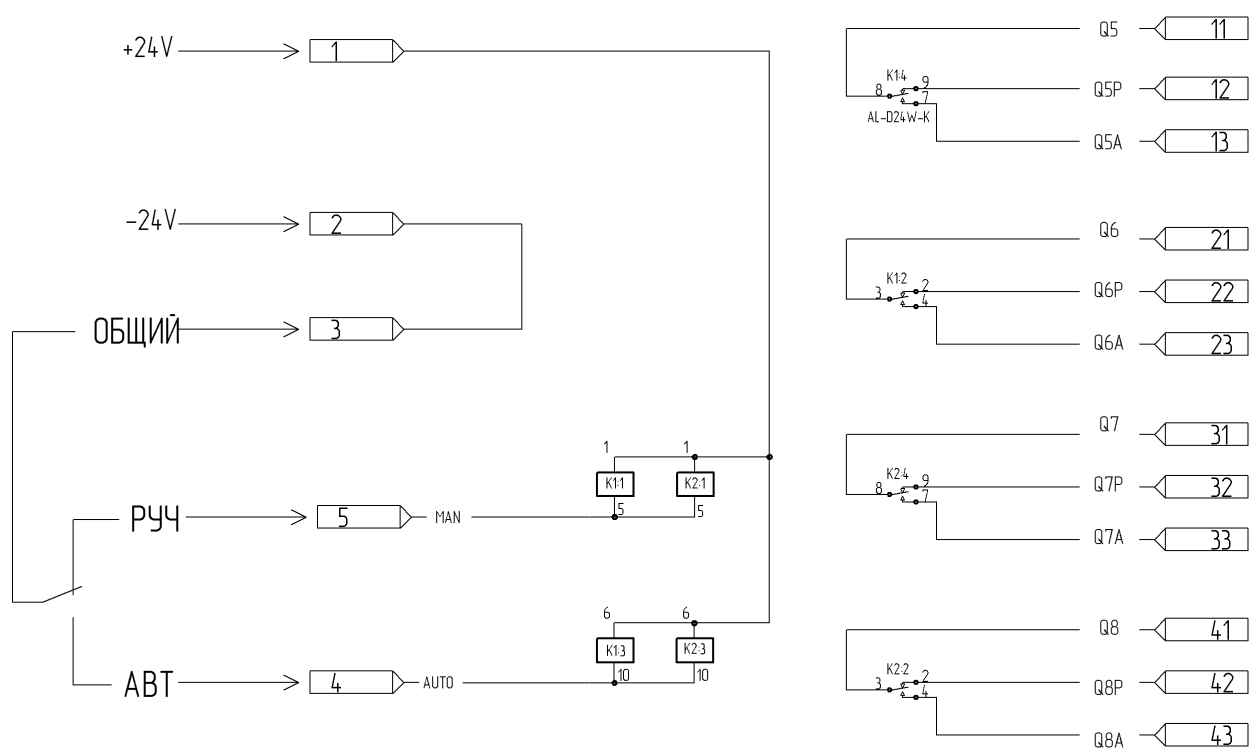 +24V 1
-24V 2
ОБЩИЙ 3
1 1
K1:1 K2:1
РУЧ 5 MAN 5 5
6 6
K1:3 K2:3
АВТ 4 AUTO 10 10
Q5 11
K1:4
8 9 Q5P 12
7
AL-D24W-K
Q5A 13
Q6 21
K1:2
3 2 Q6P 22
4
Q6A 23
Q7 31
K2:4
8 9 Q7P 32
7
Q7A 33
Q8 41
K2:2
3 2 Q8P 42
4
Q8A 43